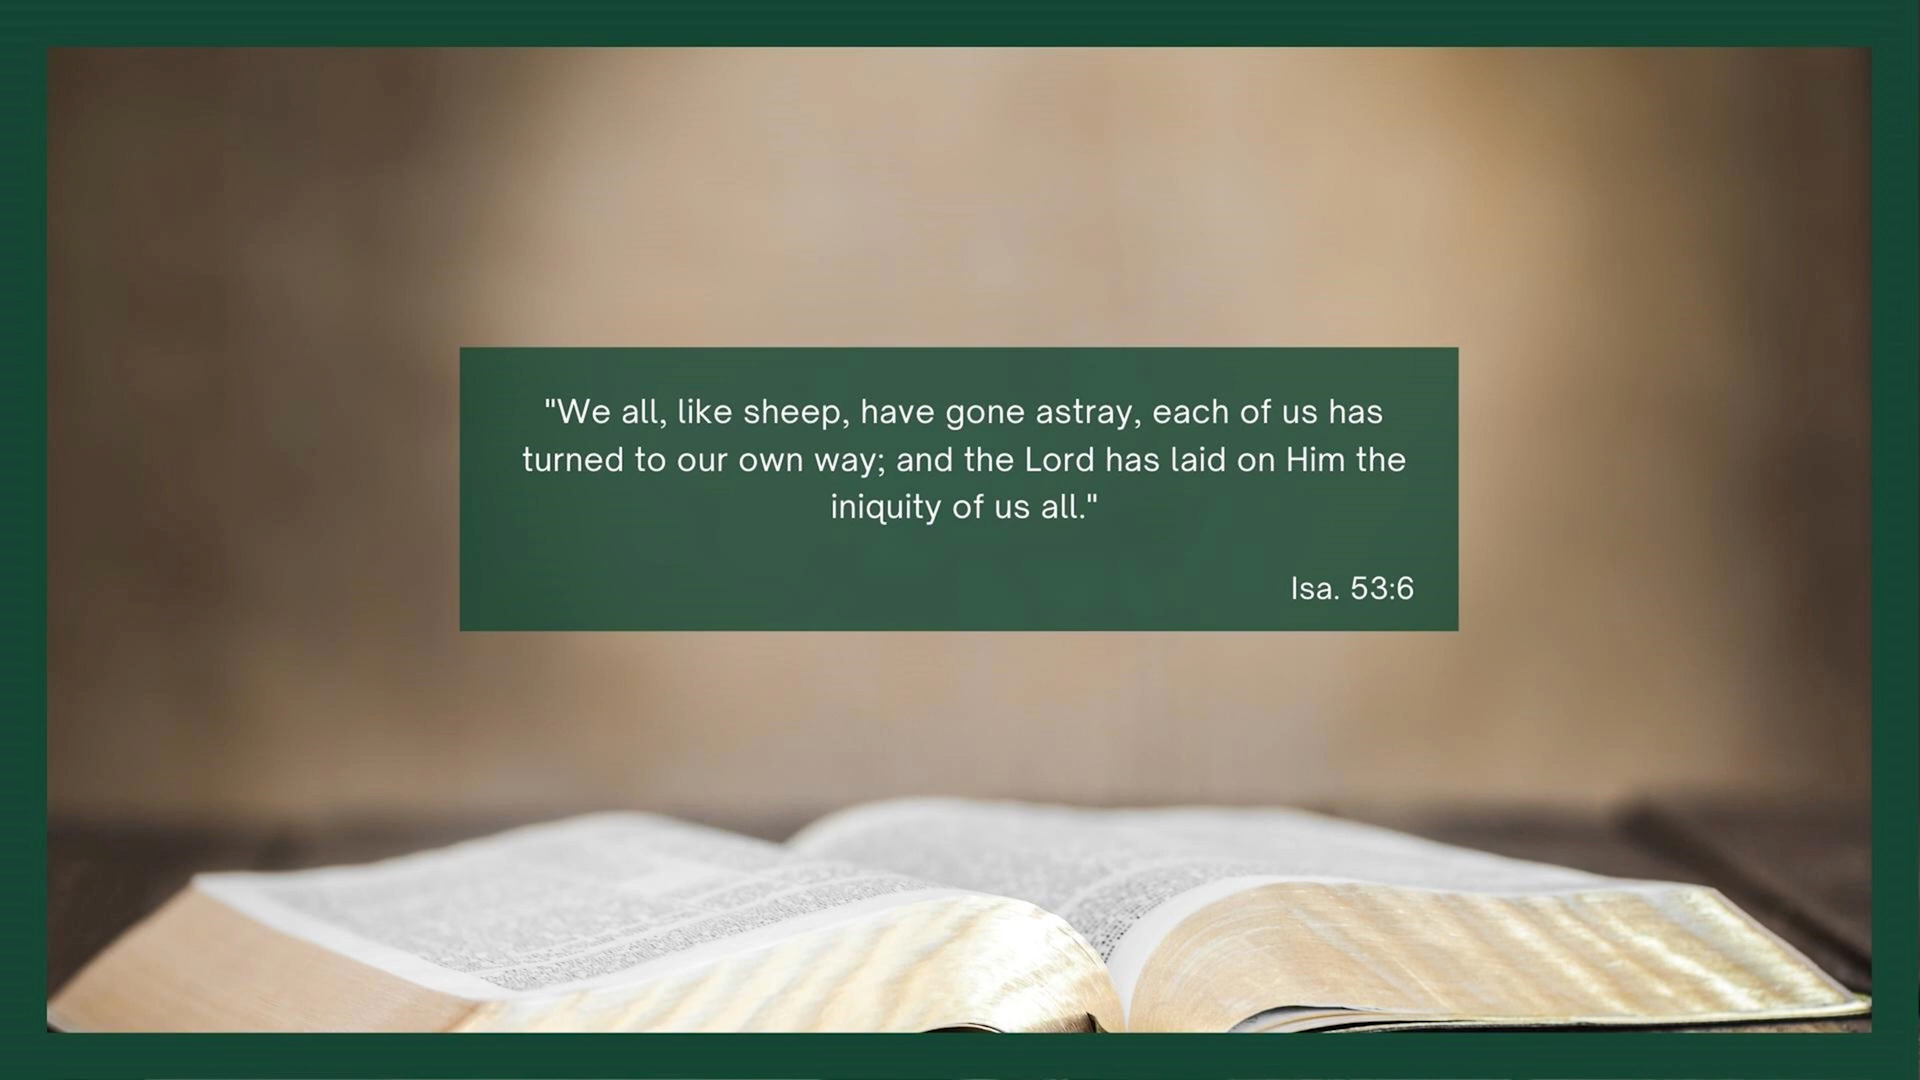 "We all, like sheep, have gone astray, each of us has
turned to our own way; and the Lord has laid on Him the
iniquity of us all."
Isa. 53:6